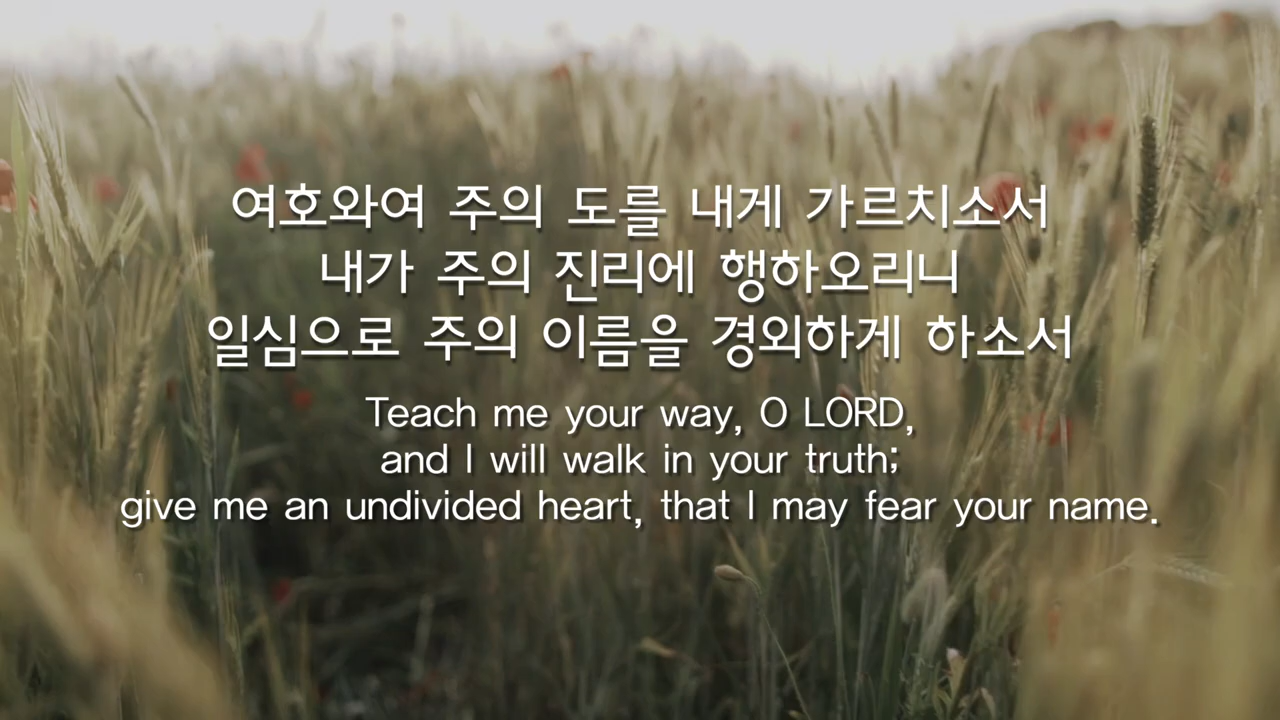 여호와여 주의 도를 내게 가르치소서
내가 주의 진리에 행하오리니
일심으로 주의 이름을 경외하게 하소서
Teach me your way, O LORD,
and I will walk in your truth;
give me an undivided heart, that I may fear your name.